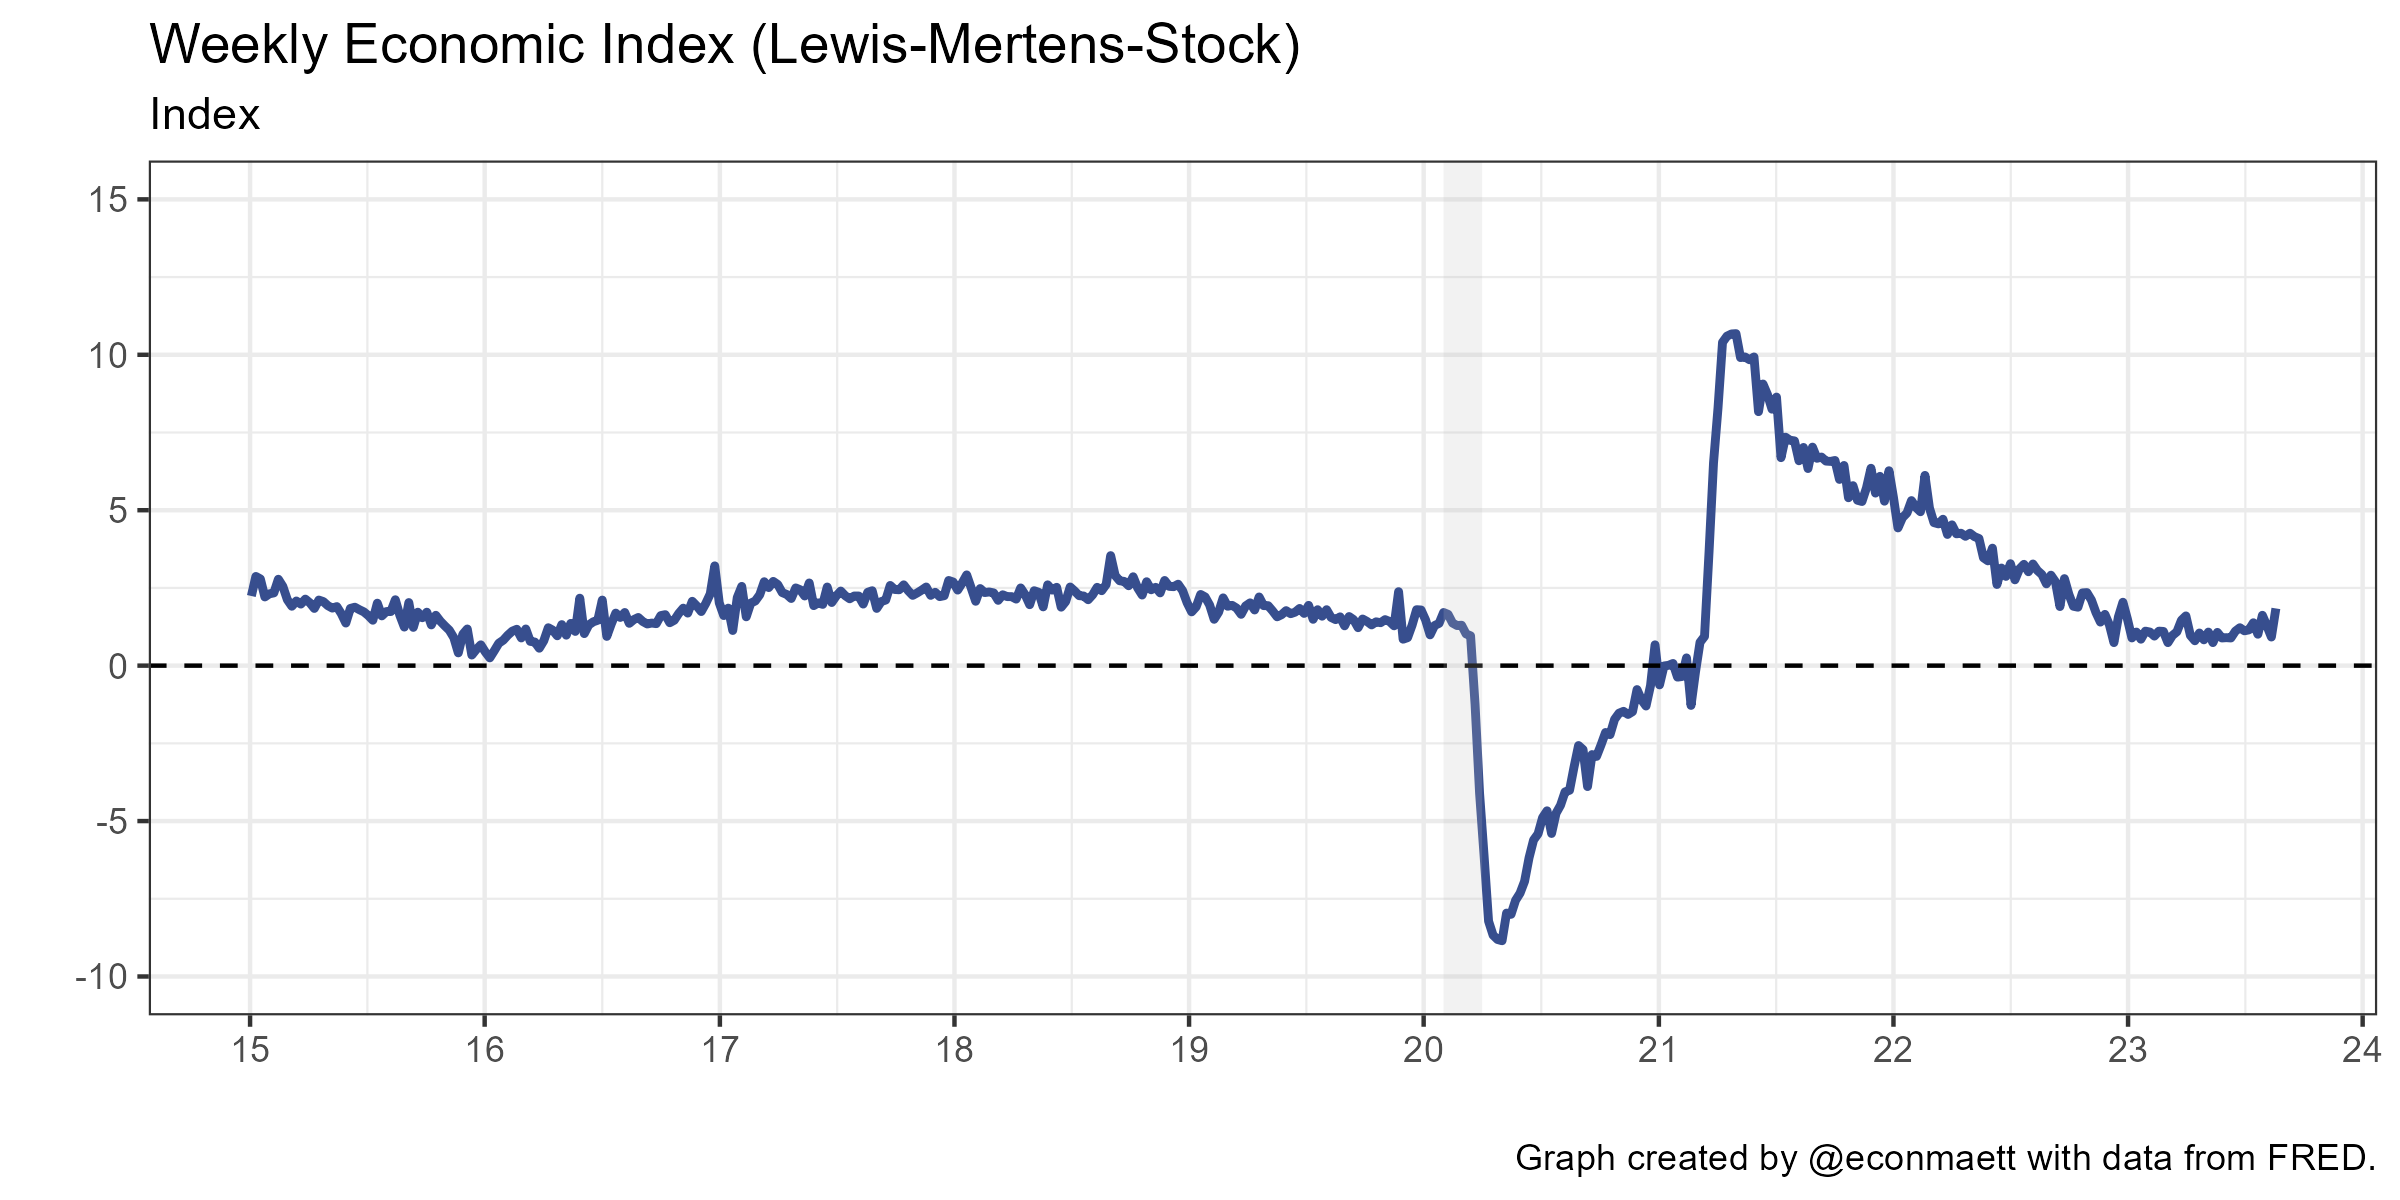 Weekly Economic Index (Lewis-Mertens-Stock)
Index
15
10
5
0
-5
-10
15 16 17 18 19 20 21 22 23 24
Graph created by @econmaett with data from FRED.